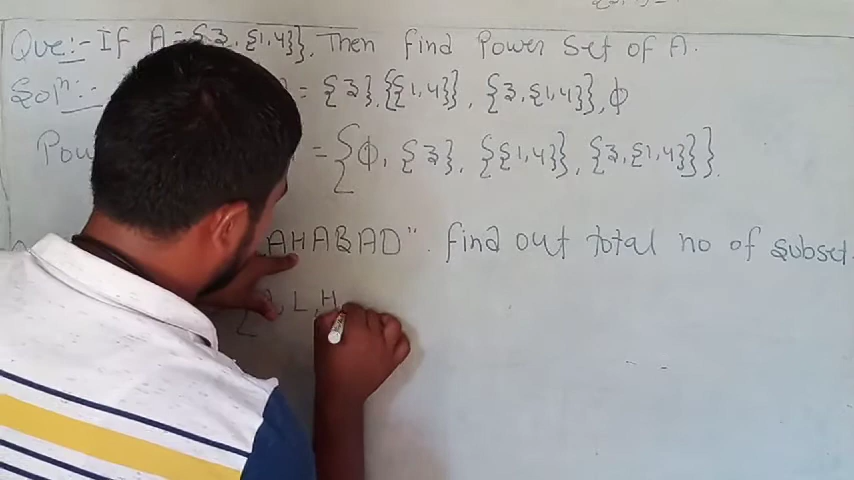 Que:- If A = {3, {1,4}}. Then find Power Set of A.
Solⁿ:- = {3}, {{1,4}}, {3, {1,4}}, ϕ
Pow = {ϕ, {3}, {{1,4}}, {3, {1,4}}}.
AHABAD". find out total no of subset.
, L, H,